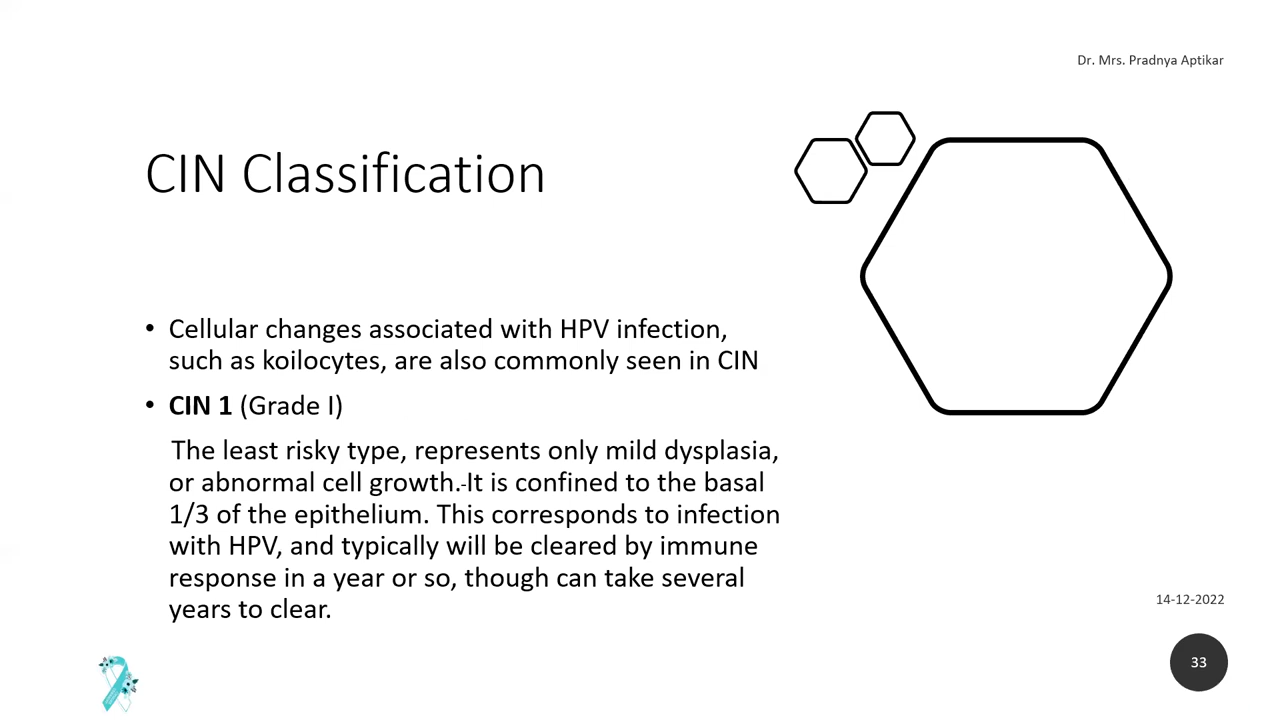 Dr. Mrs. Pradnya Aptikar
CIN Classification
• Cellular changes associated with HPV infection,
such as koilocytes, are also commonly seen in CIN
• CIN 1 (Grade I)
The least risky type, represents only mild dysplasia,
or abnormal cell growth.-It is confined to the basal
1/3 of the epithelium. This corresponds to infection
with HPV, and typically will be cleared by immune
response in a year or so, though can take several
years to clear.
14-12-2022
33